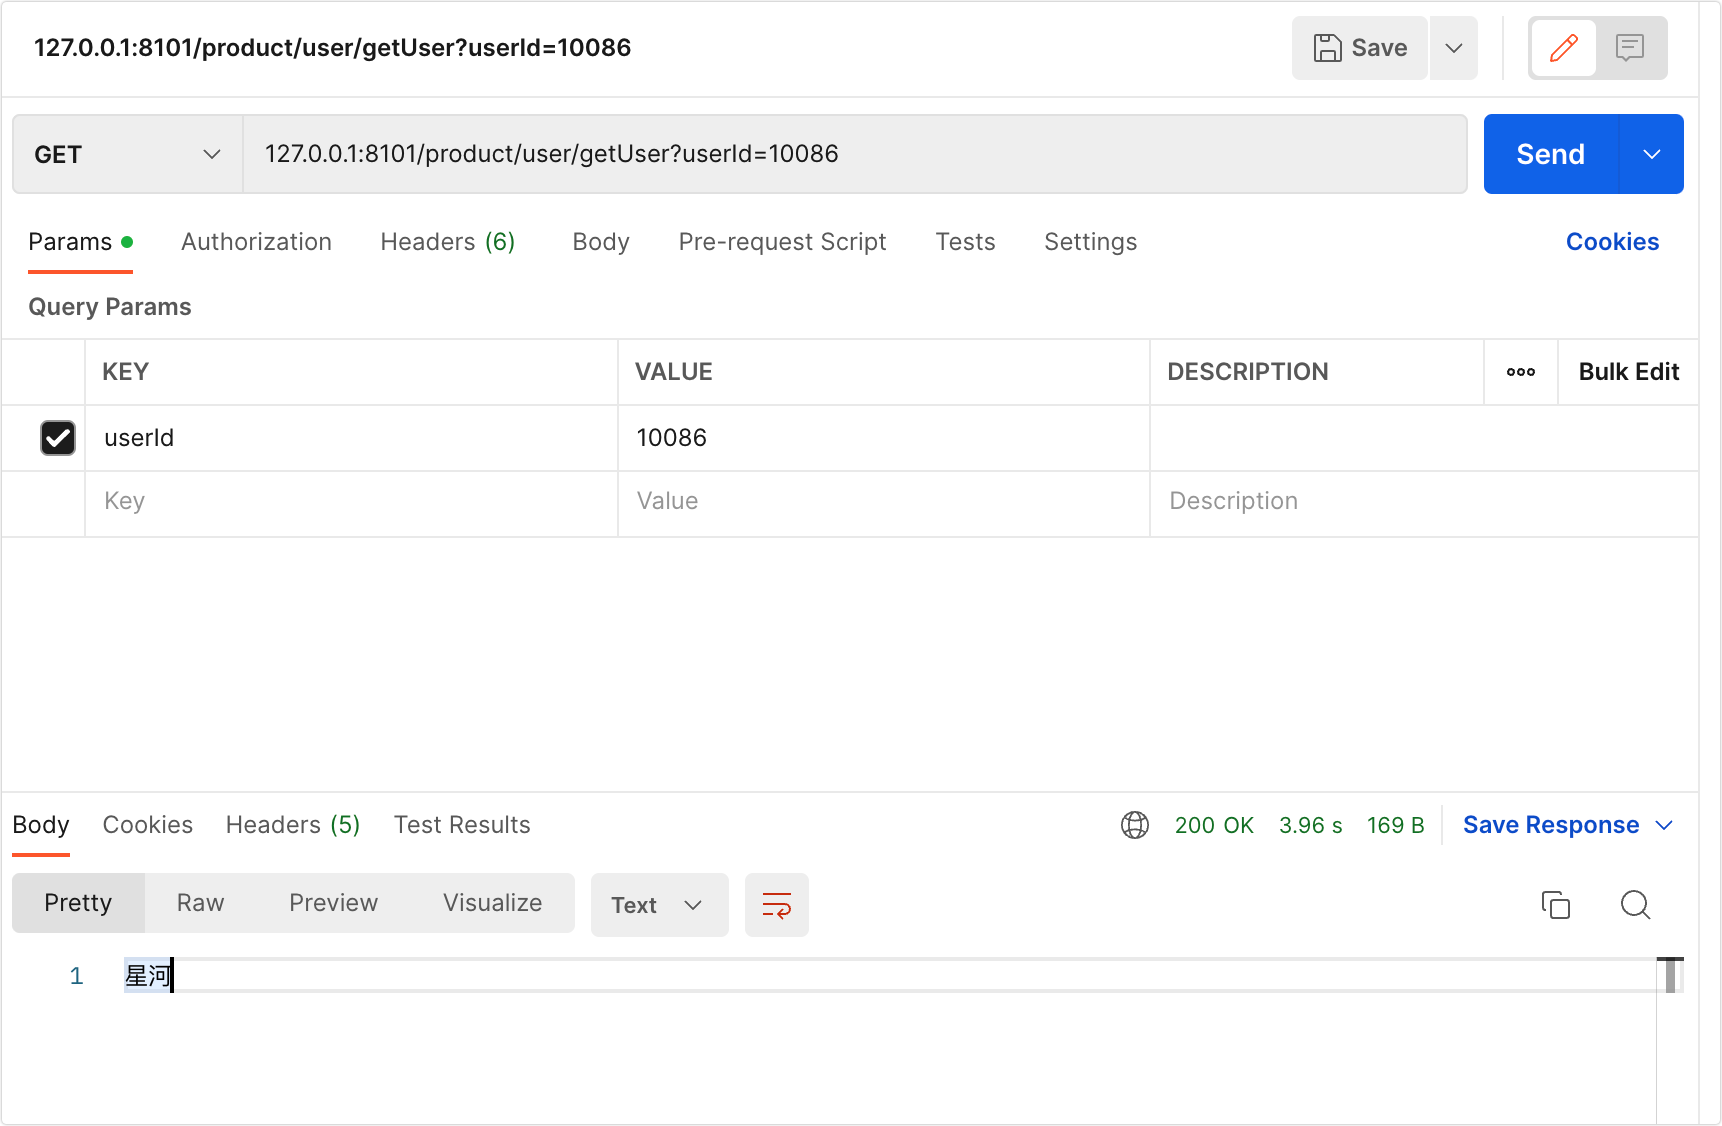 127.0.0.1:8101/product/user/getUser?userId=10086 Save
GET 127.0.0.1:8101/product/user/getUser?userId=10086 Send
Params Authorization Headers (6) Body Pre-request Script Tests Settings Cookies
Query Params
KEY VALUE DESCRIPTION Bulk Edit
userId 10086
Key Value Description
Body Cookies Headers (5) Test Results 200 OK 3.96 s 169 B Save Response
Pretty Raw Preview Visualize Text
1 星河